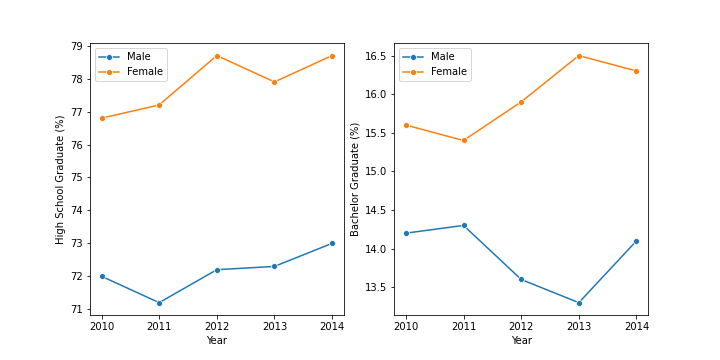 High School Graduate (%)
79
78
77
76
75
74
73
72
71
Male
Female
2010 2011 2012 2013 2014
Year
Bachelor Graduate (%)
16.5
16.0
15.5
15.0
14.5
14.0
13.5
Male
Female
2010 2011 2012 2013 2014
Year